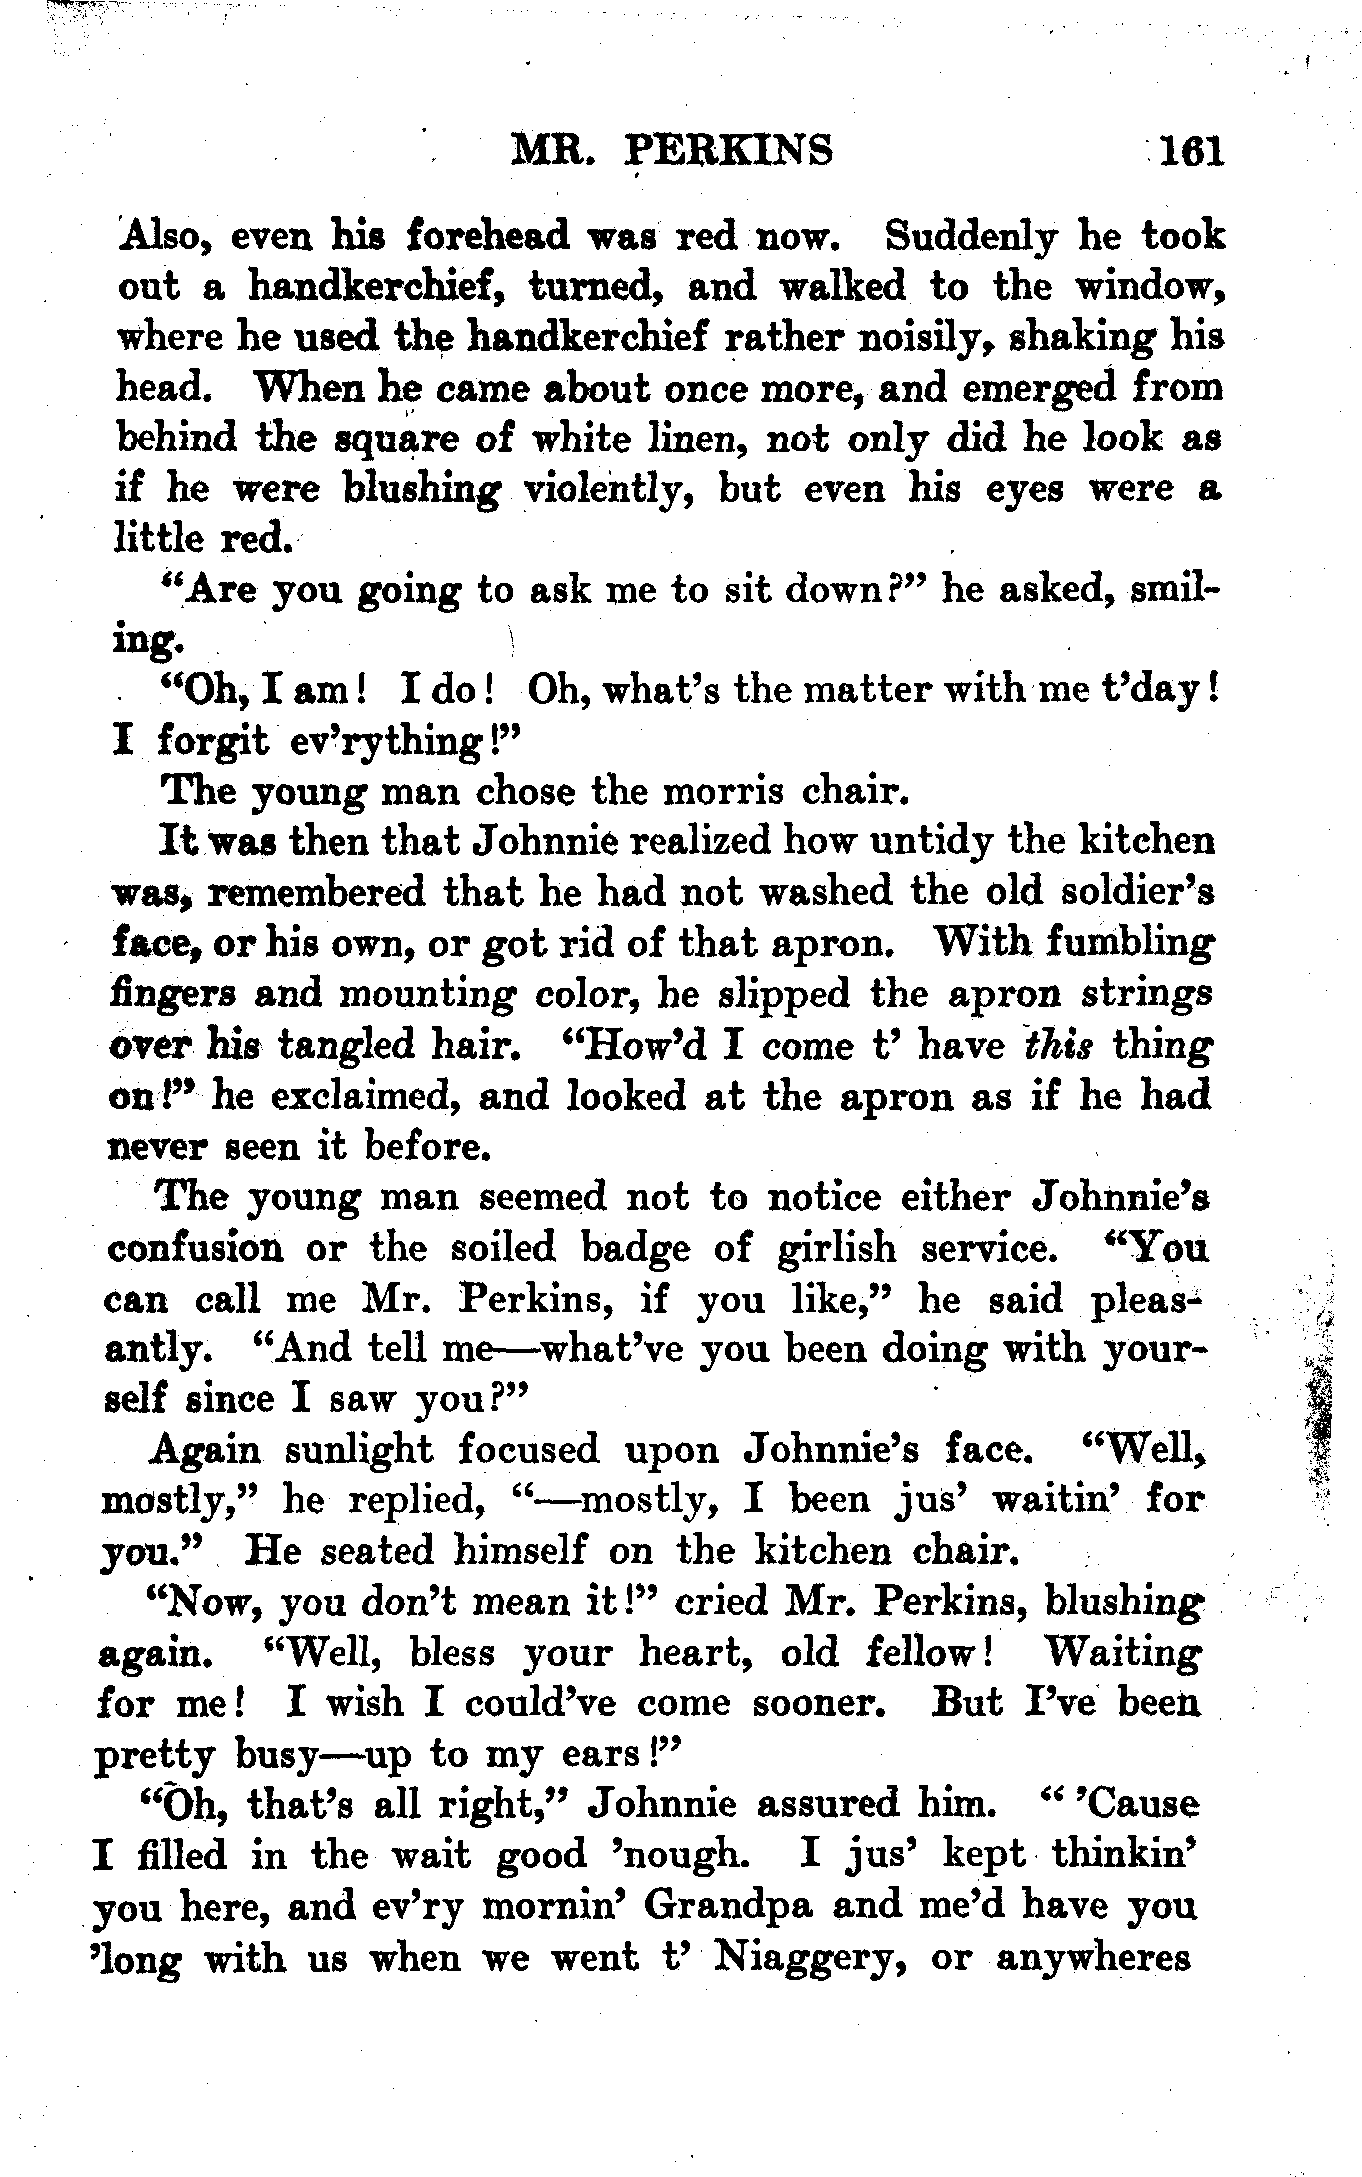 MR. PERKINS 161
Also, even his forehead was red now. Suddenly he took
out a handkerchief, turned, and walked to the window,
where he used the handkerchief rather noisily, shaking his
head. When he came about once more, and emerged from
behind the square of white linen, not only did he look as
if he were blushing violently, but even his eyes were a
little red.
“Are you going to ask me to sit down?” he asked, smil-
ing.
“Oh, I am! I do! Oh, what’s the matter with me t’day!
I forgit ev’rything!”
The young man chose the morris chair.
It was then that Johnnie realized how untidy the kitchen
was, remembered that he had not washed the old soldier’s
face, or his own, or got rid of that apron. With fumbling
fingers and mounting color, he slipped the apron strings
over his tangled hair. “How’d I come t’ have this thing
on!” he exclaimed, and looked at the apron as if he had
never seen it before.
The young man seemed not to notice either Johnnie’s
confusion or the soiled badge of girlish service. “You
can call me Mr. Perkins, if you like,” he said pleas-
antly. “And tell me—what’ve you been doing with your-
self since I saw you?”
Again sunlight focused upon Johnnie’s face. “Well,
mostly,” he replied, “—mostly, I been jus’ waitin’ for
you.” He seated himself on the kitchen chair.
“Now, you don’t mean it!” cried Mr. Perkins, blushing
again. “Well, bless your heart, old fellow! Waiting
for me! I wish I could’ve come sooner. But I’ve been
pretty busy—up to my ears!”
“Oh, that’s all right,” Johnnie assured him. “ ’Cause
I filled in the wait good ’nough. I jus’ kept thinkin’
you here, and ev’ry mornin’ Grandpa and me’d have you
’long with us when we went t’ Niaggery, or anywheres